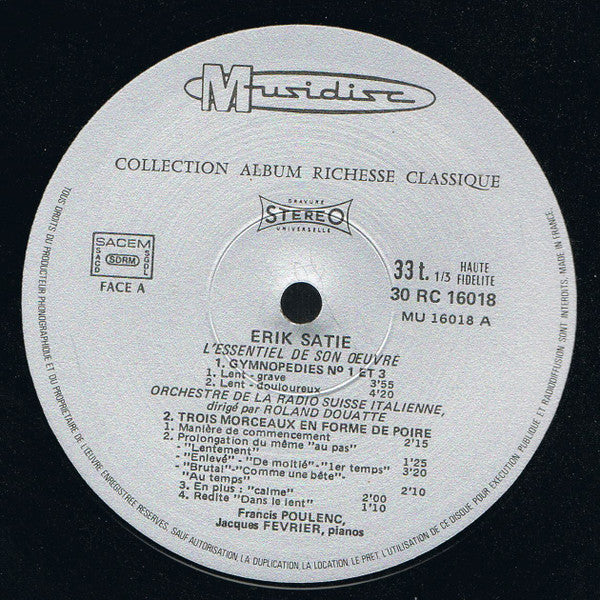 Musidisc
COLLECTION ALBUM RICHESSE CLASSIQUE
GRAVURE
STEREO
UNIVERSELLE
SACEM
SACD
SDRM
SGDL
FACE A
33 t. 1/3 HAUTE FIDELITE
30 RC 16018
MU 16018 A
ERIK SATIE
L'ESSENTIEL DE SON ŒUVRE
1. GYMNOPEDIES Nº 1 ET 3
1. Lent - grave 3'55
2. Lent - douloureux 4'20
ORCHESTRE DE LA RADIO SUISSE ITALIENNE,
dirigé par ROLAND DOUATTE
2. TROIS MORCEAUX EN FORME DE POIRE
1. Manière de commencement 2'15
2. Prolongation du même "au pas"
- "Lentement" 1'25
- "Enlevé" - "De moitié"-"1er temps" 3'20
- "Brutal"-"Comme une bête"-
"Au temps" 2'10
3. En plus : "calme" 2'00
4. Redite "Dans le lent" 1'10
Francis POULENC,
Jacques FEVRIER, pianos
TOUS DROITS DU PRODUCTEUR PHONOGRAPHIQUE ET DU PROPRIETAIRE DE L'ŒUVRE ENREGISTREE RESERVES. SAUF AUTORISATION, LA DUPLICATION, LA LOCATION, LE PRET, L'UTILISATION DE CE DISQUE POUR EXECUTION PUBLIQUE ET RADIODIFFUSION SONT INTERDITS. MADE IN FRANCE.